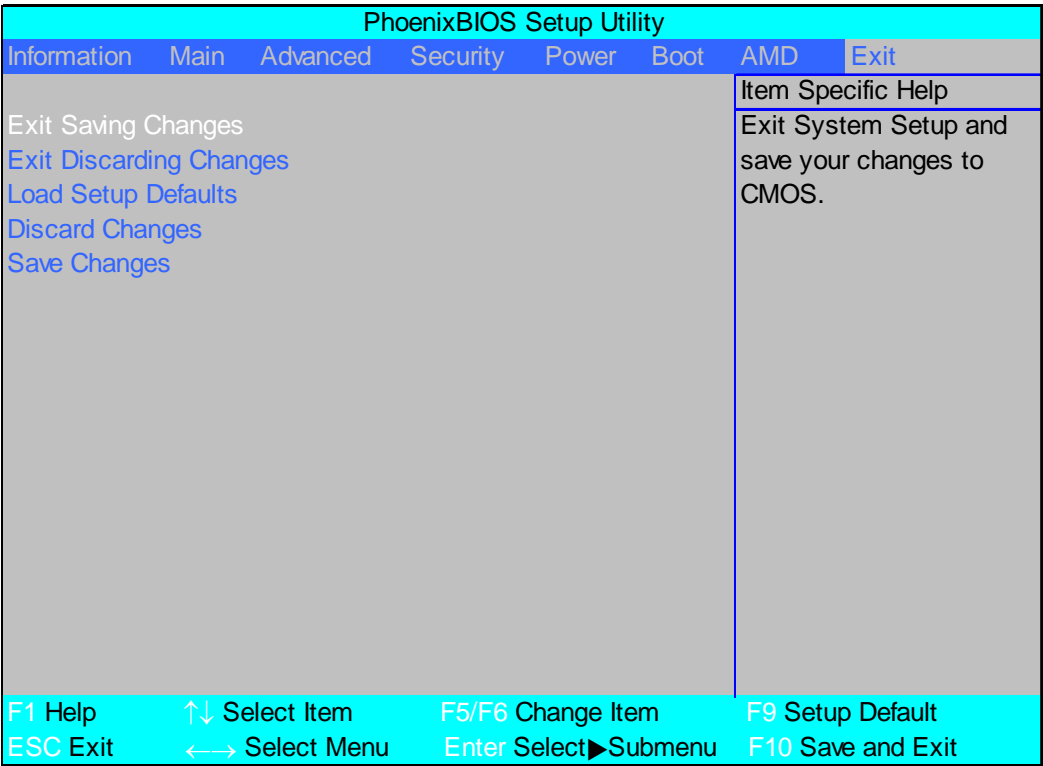 PhoenixBIOS Setup Utility
Information Main Advanced Security Power Boot AMD Exit
Item Specific Help
Exit Saving Changes
Exit Discarding Changes
Load Setup Defaults
Discard Changes
Save Changes
Exit System Setup and
save your changes to
CMOS.
F1 Help ↑↓ Select Item F5/F6 Change Item F9 Setup Default
ESC Exit ←→ Select Menu Enter Select▶Submenu F10 Save and Exit